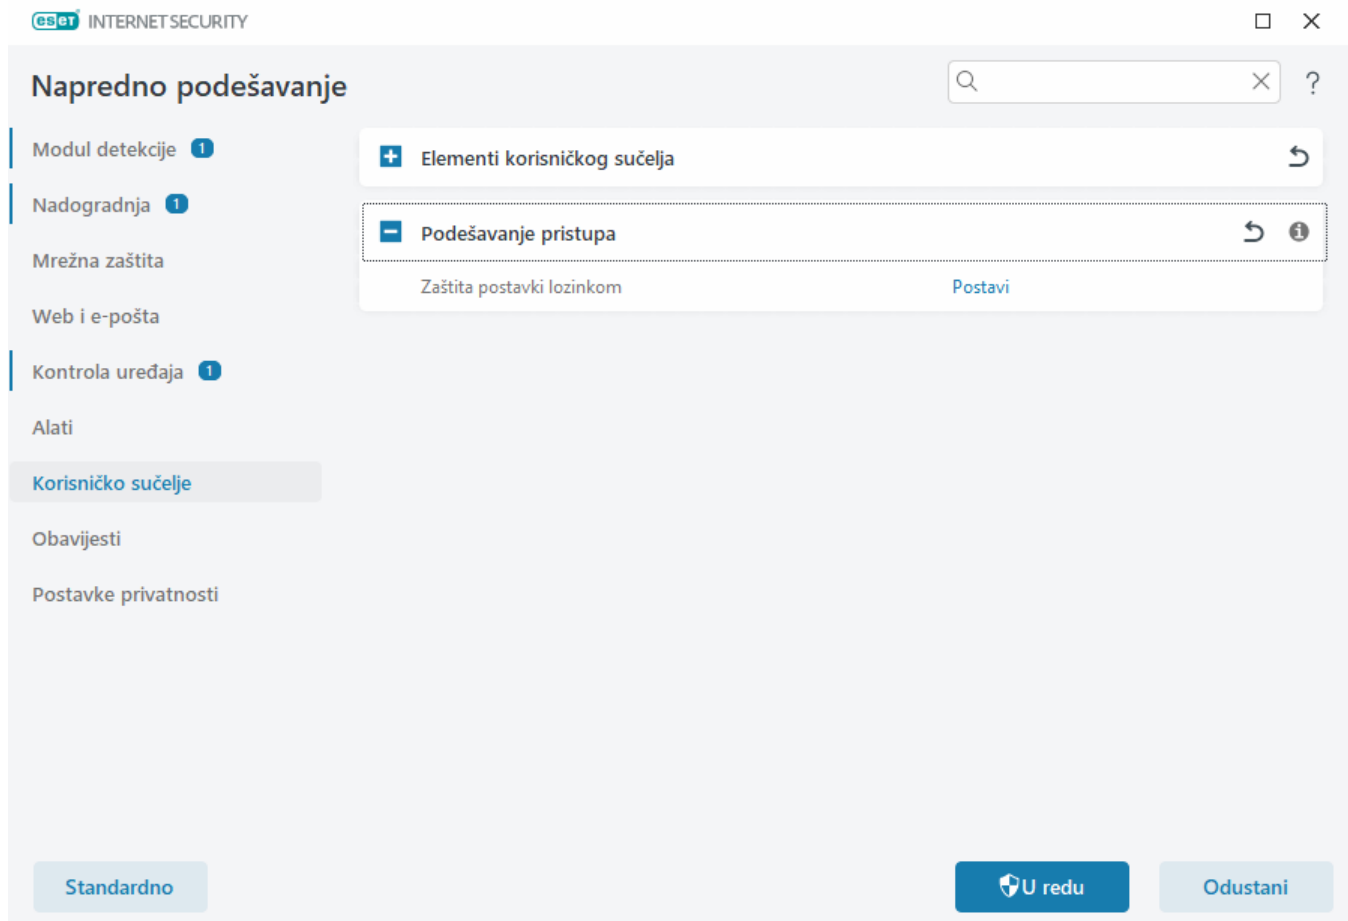 eset INTERNET SECURITY
Napredno podešavanje
?
Modul detekcije 1
Nadogradnja 1
Mrežna zaštita
Web i e-pošta
Kontrola uređaja 1
Alati
Korisničko sučelje
Obavijesti
Postavke privatnosti
Elementi korisničkog sučelja
Podešavanje pristupa
Zaštita postavki lozinkom Postavi
Standardno
U redu
Odustani